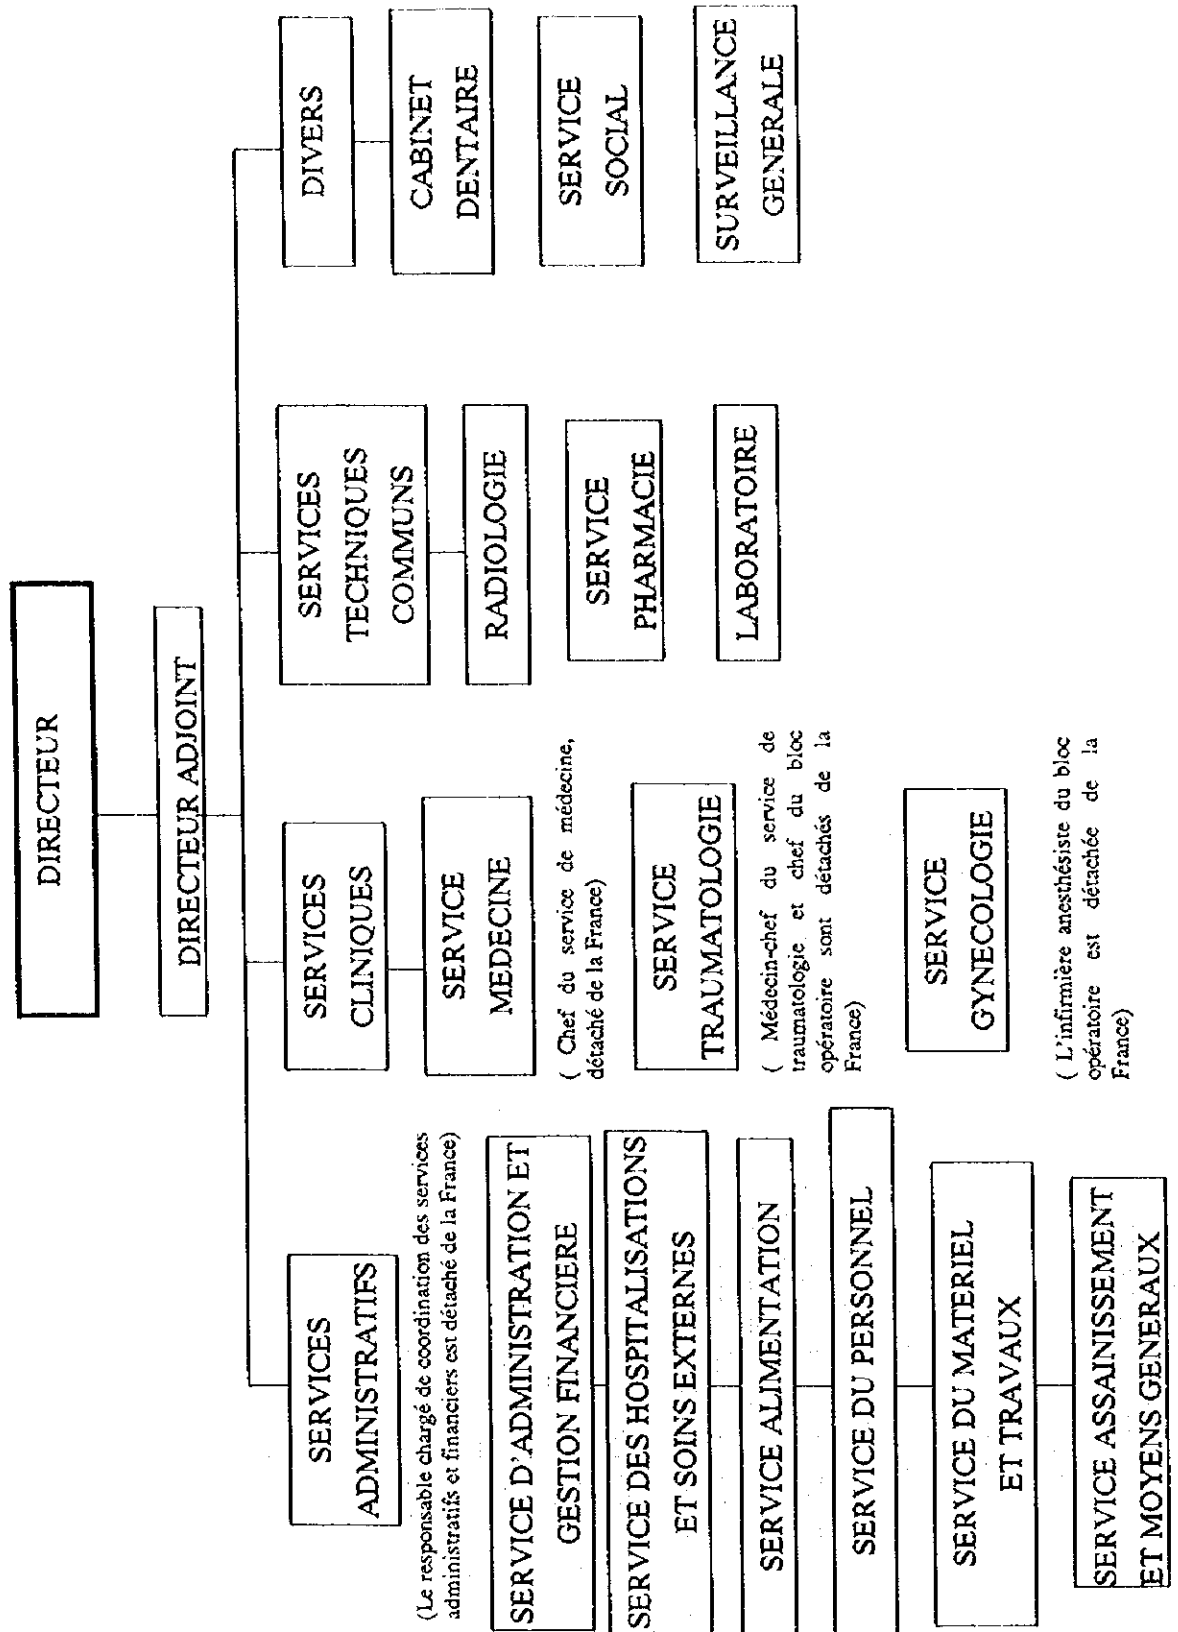 DIRECTEUR
DIRECTEUR ADJOINT
SERVICES
ADMINISTRATIFS
(Le responsable chargé de coordination des services
administratifs et financiers est détaché de la France)
SERVICE D'ADMINISTRATION ET
GESTION FINANCIERE
SERVICE DES HOSPITALISATIONS
ET SOINS EXTERNES
SERVICE ALIMENTATION
SERVICE DU PERSONNEL
SERVICE DU MATERIEL
ET TRAVAUX
SERVICE ASSAINISSEMENT
ET MOYENS GENERAUX
SERVICES
CLINIQUES
SERVICE
MEDECINE
( Chef du service de médecine,
détaché de la France)
SERVICE
TRAUMATOLOGIE
( Médecin-chef du service de
traumatologie et chef du bloc
opératoire sont détachés de la
France)
SERVICE
GYNECOLOGIE
( L'infirmière anesthésiste du bloc
opératoire est détachée de la
France)
SERVICES
TECHNIQUES
COMMUNS
RADIOLOGIE
SERVICE
PHARMACIE
LABORATOIRE
DIVERS
CABINET
DENTAIRE
SERVICE
SOCIAL
SURVEILLANCE
GENERALE